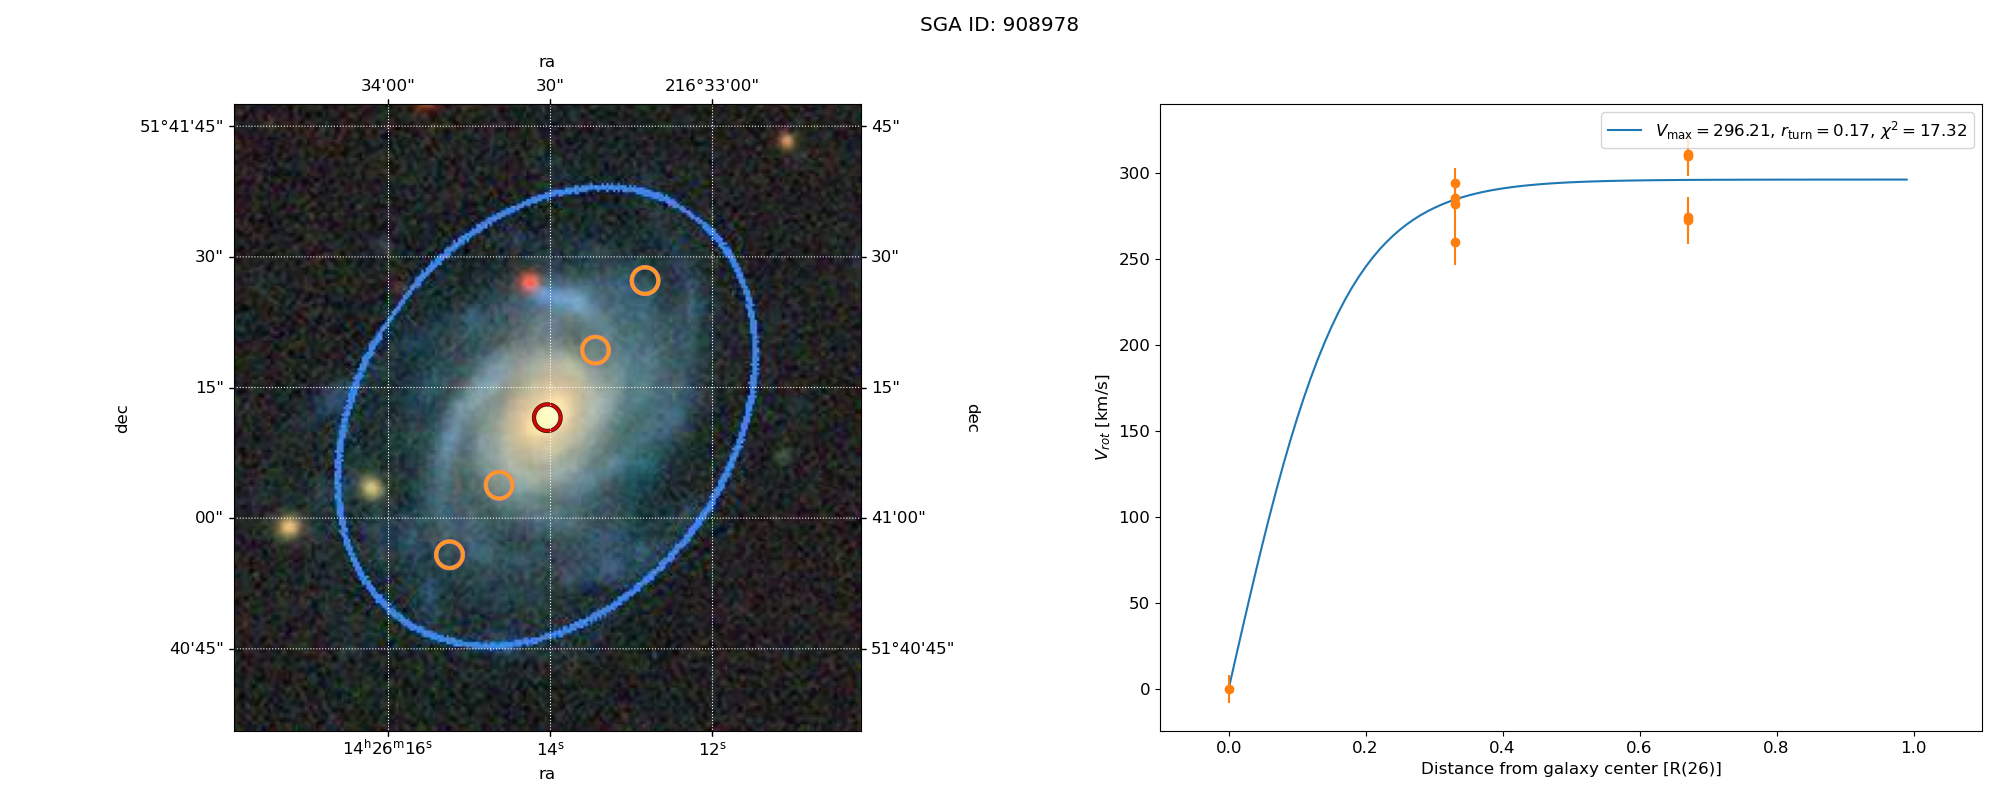 SGA ID: 908978
ra
34'00" 30" 216°33'00"
51°41'45" 45"
30" 30"
15" 15"
00" 41'00"
40'45" 51°40'45"
dec
dec
14h26m16s 14s 12s
ra
Vmax = 296.21, rturn = 0.17, χ² = 17.32
300
250
200
150
100
50
0
Vrot [km/s]
0.0 0.2 0.4 0.6 0.8 1.0
Distance from galaxy center [R(26)]